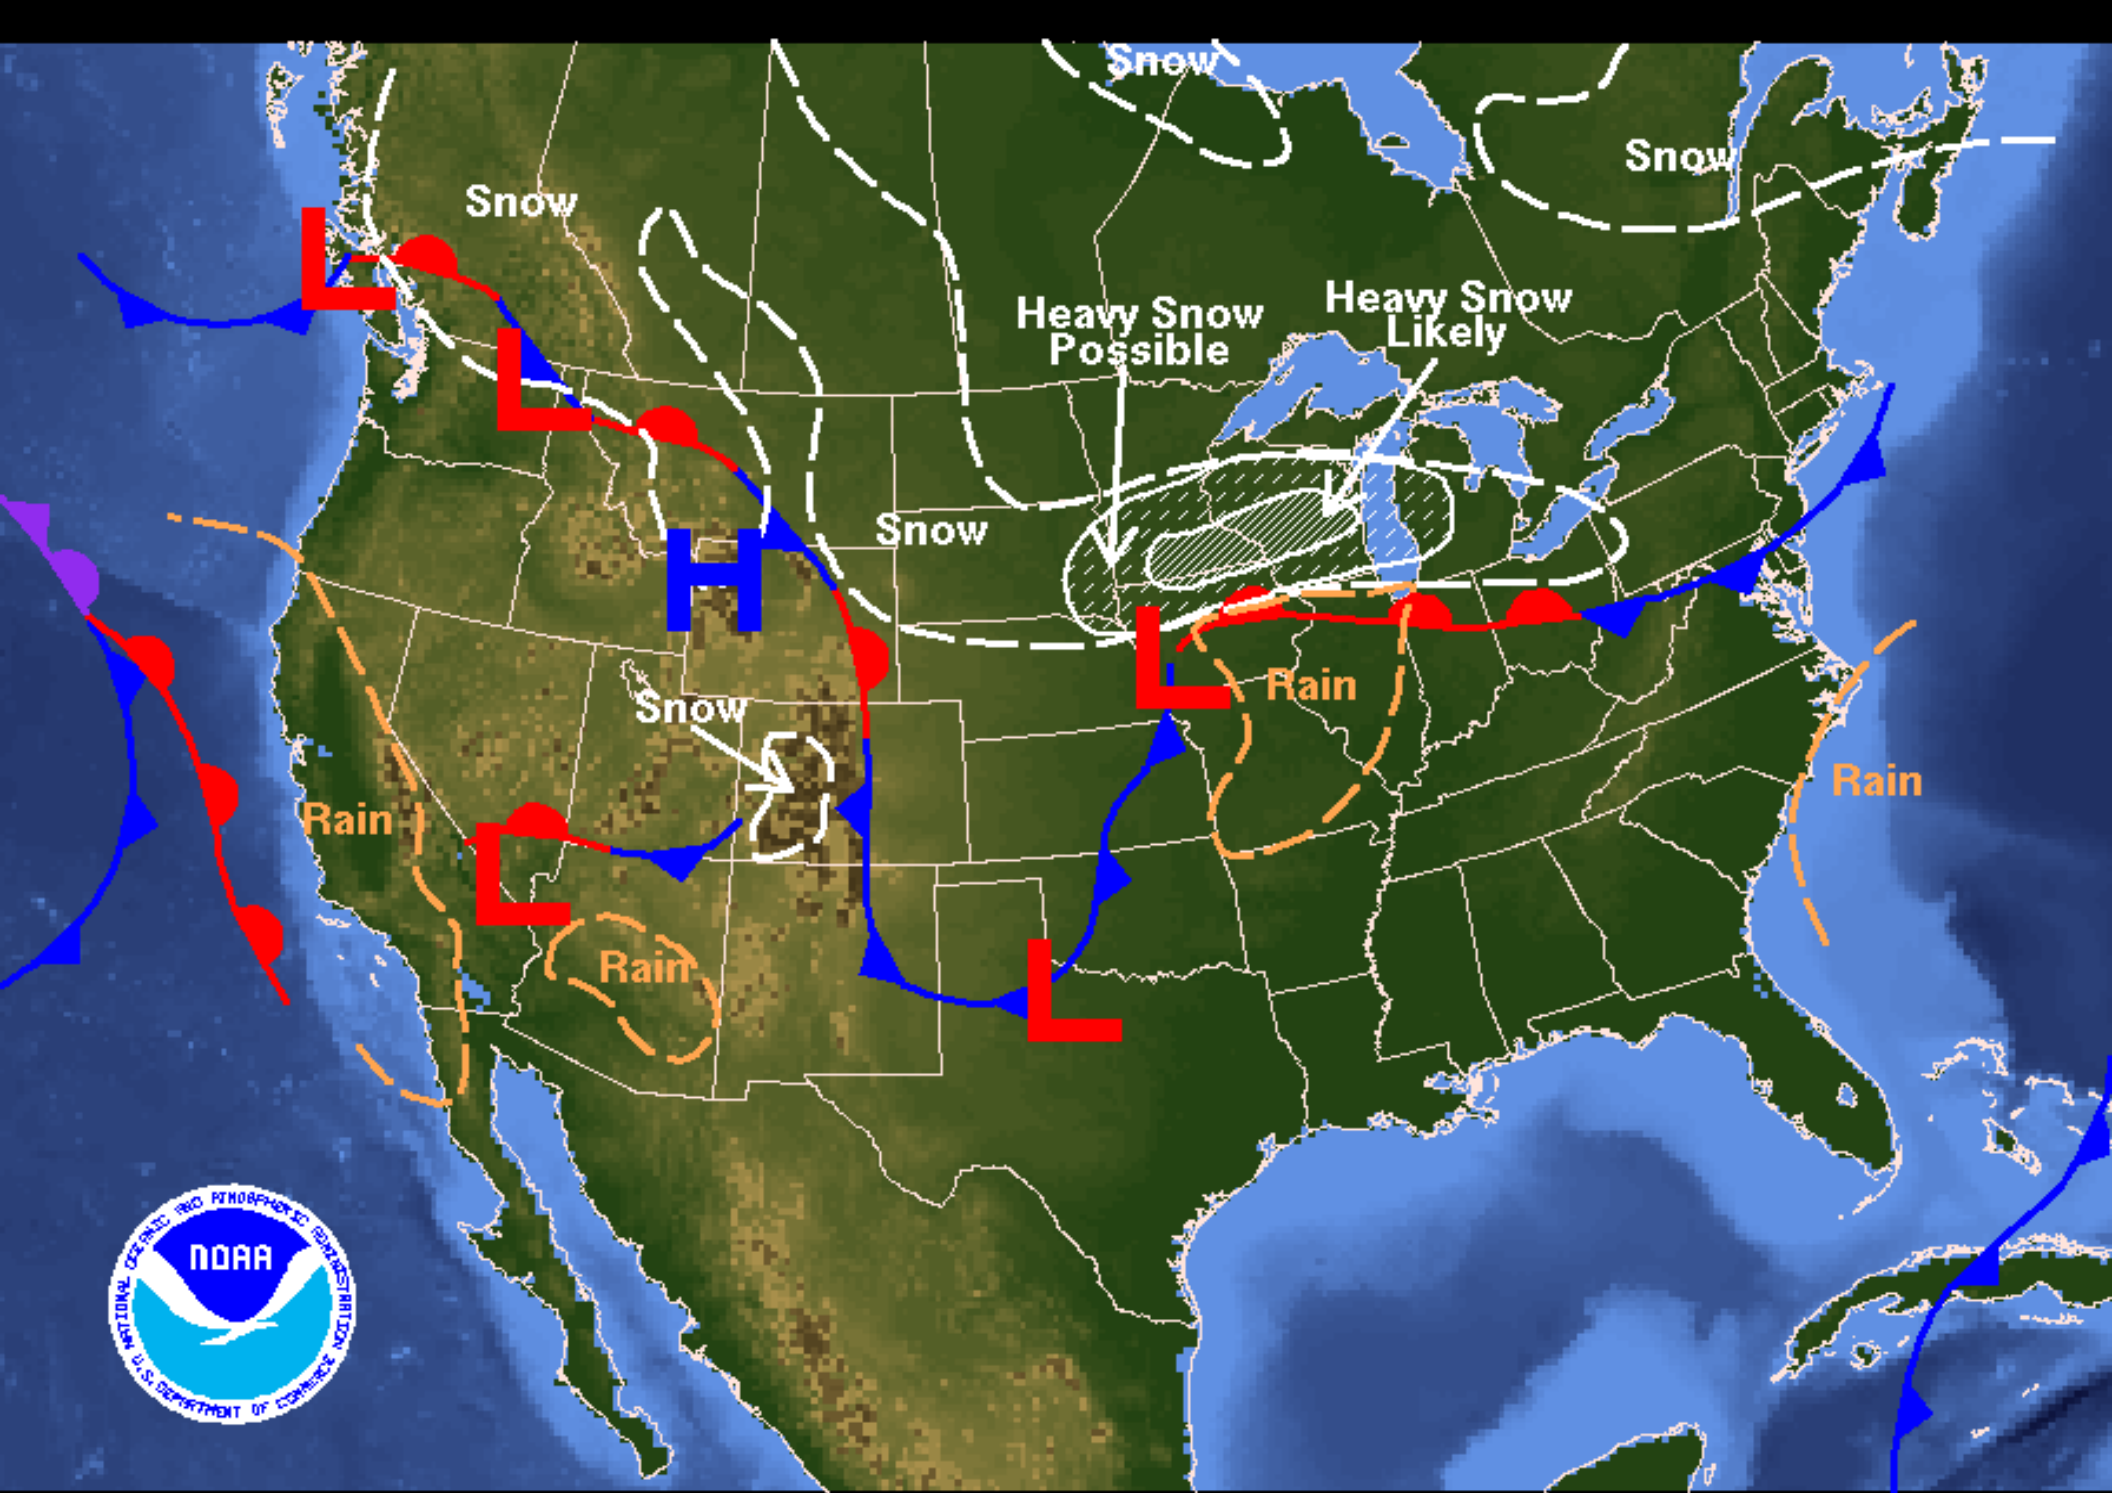 Snow
Snow
Snow
L
Heavy Snow
Possible
Heavy Snow
Likely
L
Snow
H
L
Rain
Snow
Rain
Rain
L
Rain
L
NATIONAL OCEANIC AND ATMOSPHERIC ADMINISTRATION
NOAA
U.S. DEPARTMENT OF COMMERCE